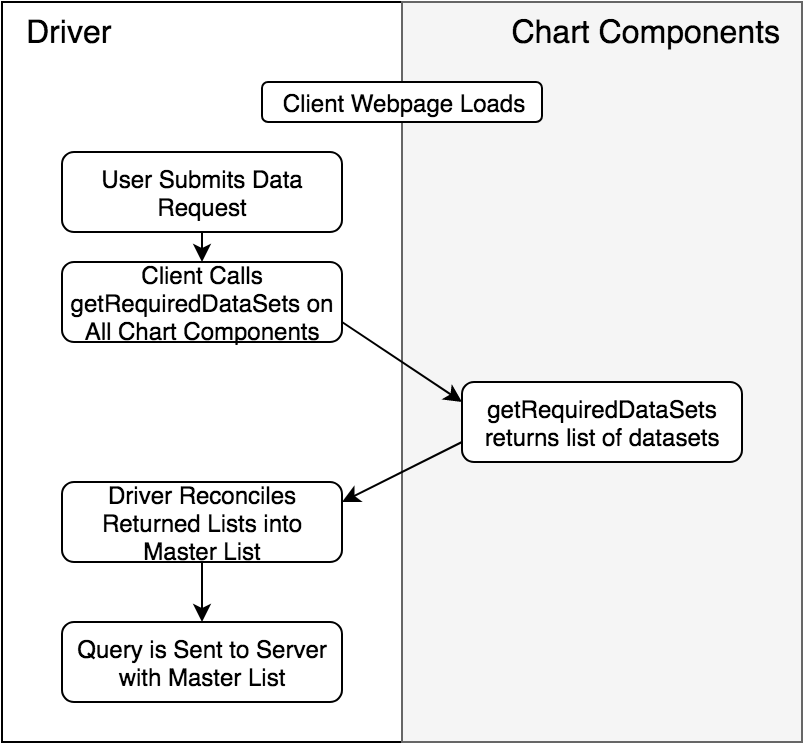 Driver
Chart Components
Client Webpage Loads
User Submits Data
Request
Client Calls
getRequiredDataSets on
All Chart Components
getRequiredDataSets
returns list of datasets
Driver Reconciles
Returned Lists into
Master List
Query is Sent to Server
with Master List